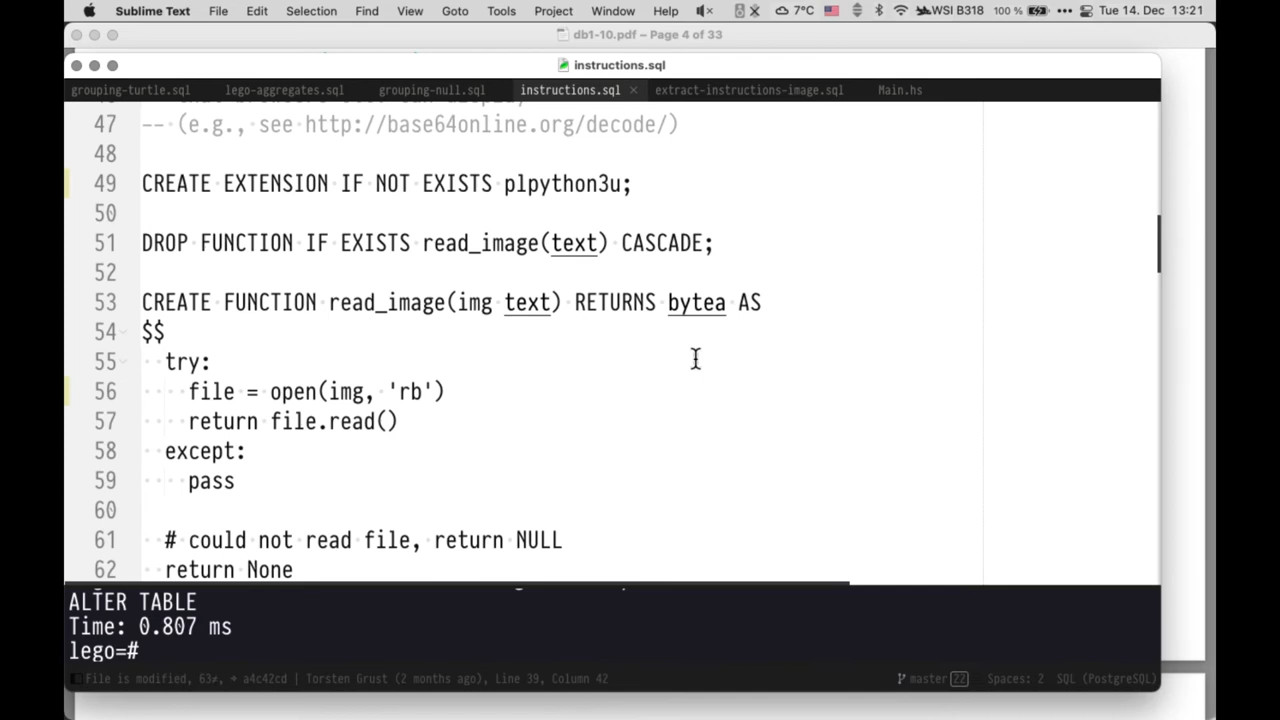 Sublime Text File Edit Selection Find View Goto Tools Project Window Help 7°C WSI B318 100 % Tue 14. Dec 13:21
db1-10.pdf – Page 4 of 33
instructions.sql
grouping-turtle.sql lego-aggregates.sql grouping-null.sql instructions.sql × extract-instructions-image.sql Main.hs
47 -- (e.g., see http://base64online.org/decode/)
48
49 CREATE EXTENSION IF NOT EXISTS plpython3u;
50
51 DROP FUNCTION IF EXISTS read_image(text) CASCADE;
52
53 CREATE FUNCTION read_image(img text) RETURNS bytea AS
54 $$
55 try:
56 file = open(img, 'rb')
57 return file.read()
58 except:
59 pass
60
61 # could not read file, return NULL
62 return None
ALTER TABLE
Time: 0.807 ms
lego=#
File is modified, 63≠, + a4c42cd | Torsten Grust (2 months ago), Line 39, Column 42 master 22 Spaces: 2 SQL (PostgreSQL)